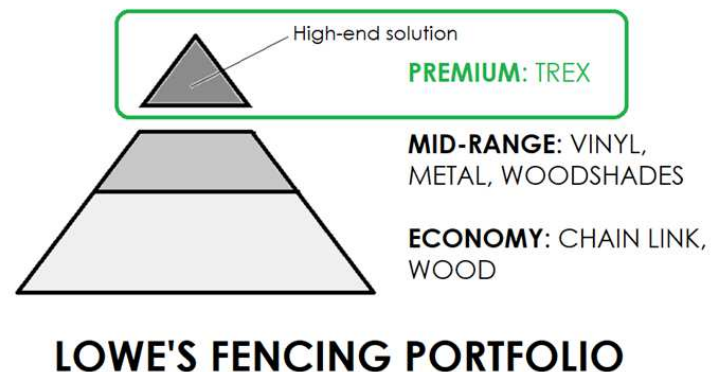 High-end solution
PREMIUM: TREX
MID-RANGE: VINYL,
METAL, WOODSHADES
ECONOMY: CHAIN LINK,
WOOD
LOWE'S FENCING PORTFOLIO